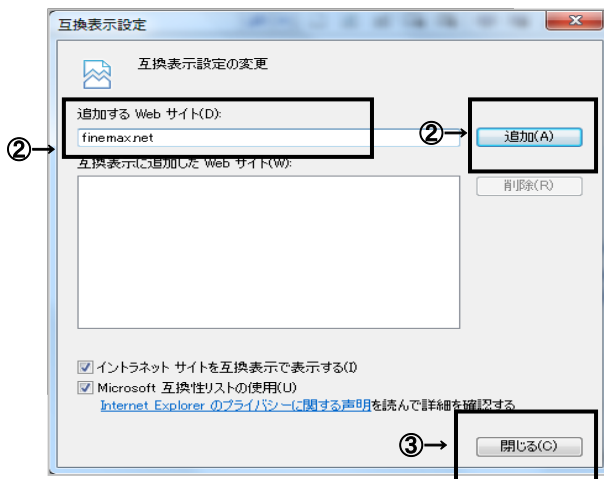 互換表示設定
互換表示設定の変更
追加する Web サイト(D):
finemax.net
②→
追加(A)
②→
互換表示に追加した Web サイト(W):
削除(R)
イントラネット サイトを互換表示で表示する(I)
Microsoft 互換性リストの使用(U)
Internet Explorer のプライバシーに関する声明を読んで詳細を確認する
③→
閉じる(C)